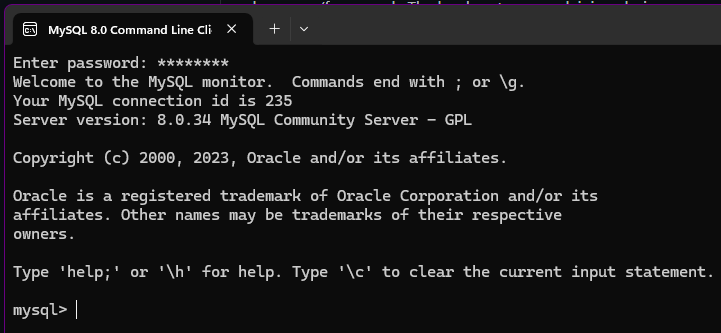 MySQL 8.0 Command Line Cli
Enter password: ********
Welcome to the MySQL monitor.  Commands end with ; or \g.
Your MySQL connection id is 235
Server version: 8.0.34 MySQL Community Server - GPL
Copyright (c) 2000, 2023, Oracle and/or its affiliates.
Oracle is a registered trademark of Oracle Corporation and/or its
affiliates. Other names may be trademarks of their respective
owners.
Type 'help;' or '\h' for help. Type '\c' to clear the current input statement.
mysql>